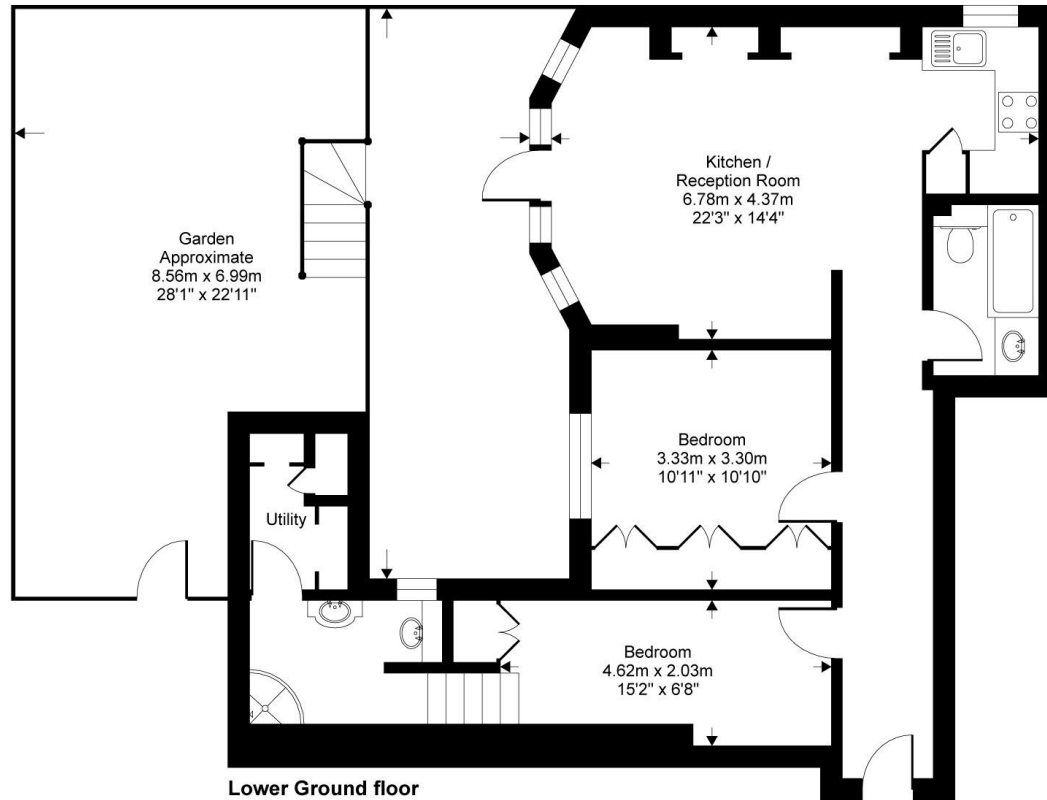 Kitchen /
Reception Room
6.78m x 4.37m
22'3" x 14'4"
Garden
Approximate
8.56m x 6.99m
28'1" x 22'11"
Bedroom
3.33m x 3.30m
10'11" x 10'10"
Utility
Bedroom
4.62m x 2.03m
15'2" x 6'8"
Lower Ground floor